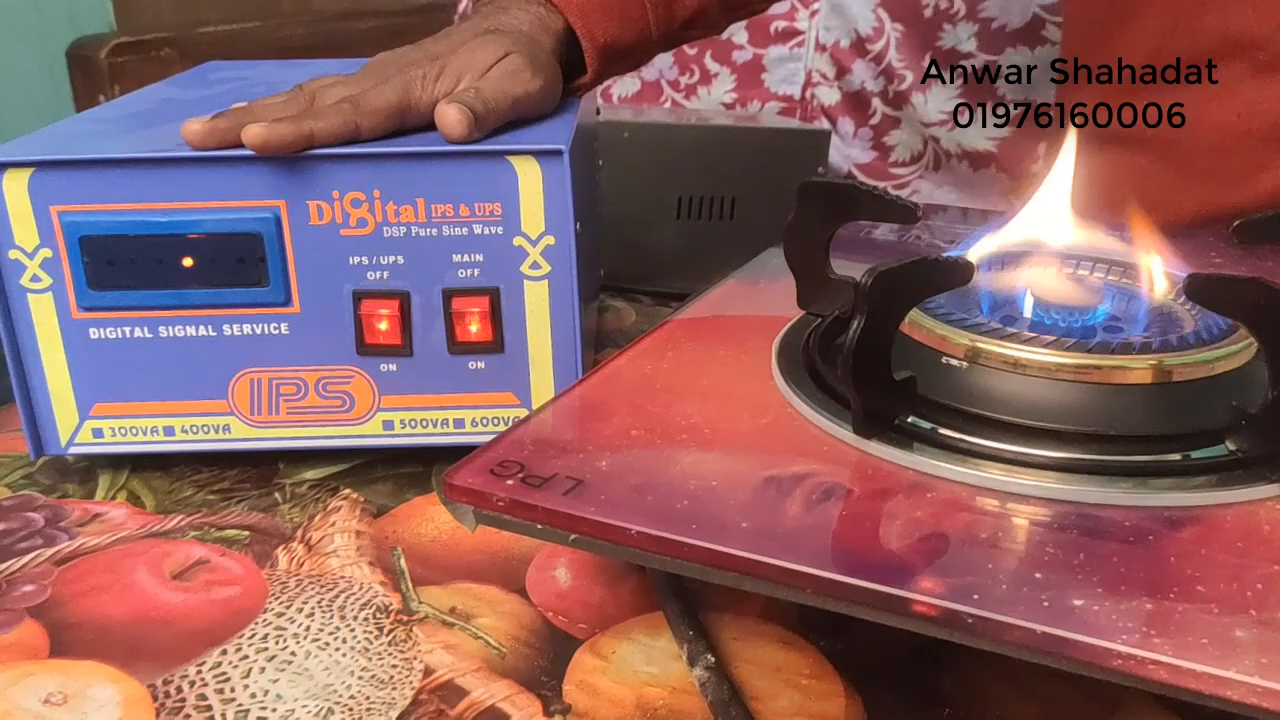 Anwar Shahadat
01976160006
Digital IPS & UPS
DSP Pure Sine Wave
IPS / UPS
OFF
MAIN
OFF
ON
ON
DIGITAL SIGNAL SERVICE
IPS
300VA 400VA 500VA 600VA
LPG